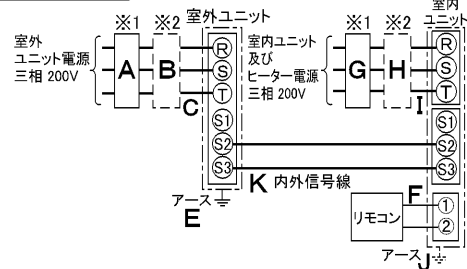 ※1 ※2 室外ユニット
室外
ユニット電源
三相 200V
A
B
C
R
S
T
S1
S2
S3
アース
E
※1 ※2 室内
ユニット
室内ユニット
及び
ヒーター電源
三相 200V
G
H
I
R
S
T
S1
S2
S3
K 内外信号線
F
リモコン
①
②
アース
J